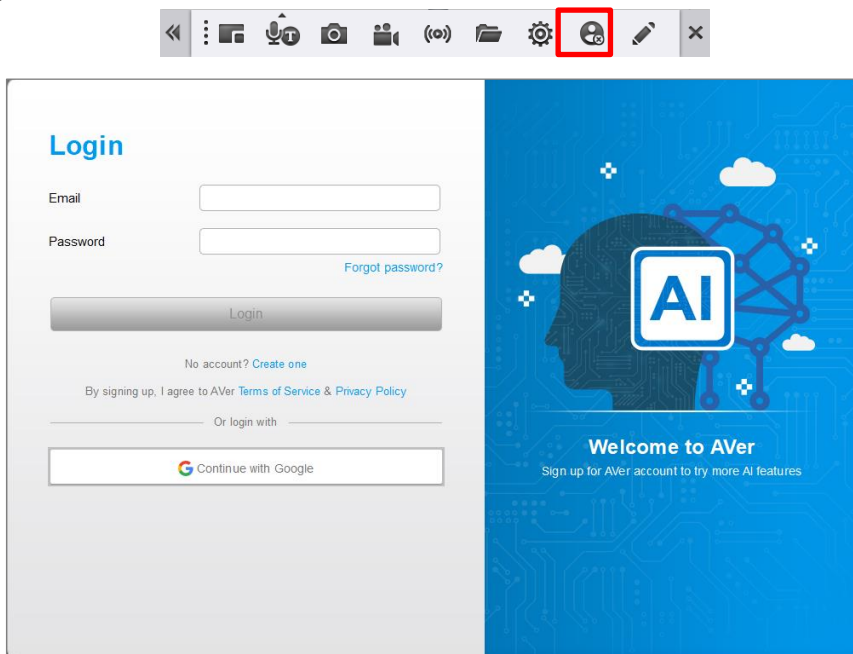 T
Login
Email
Password
Forgot password?
Login
No account? Create one
By signing up, I agree to AVer Terms of Service & Privacy Policy
Or login with
G Continue with Google
AI
Welcome to AVer
Sign up for AVer account to try more AI features